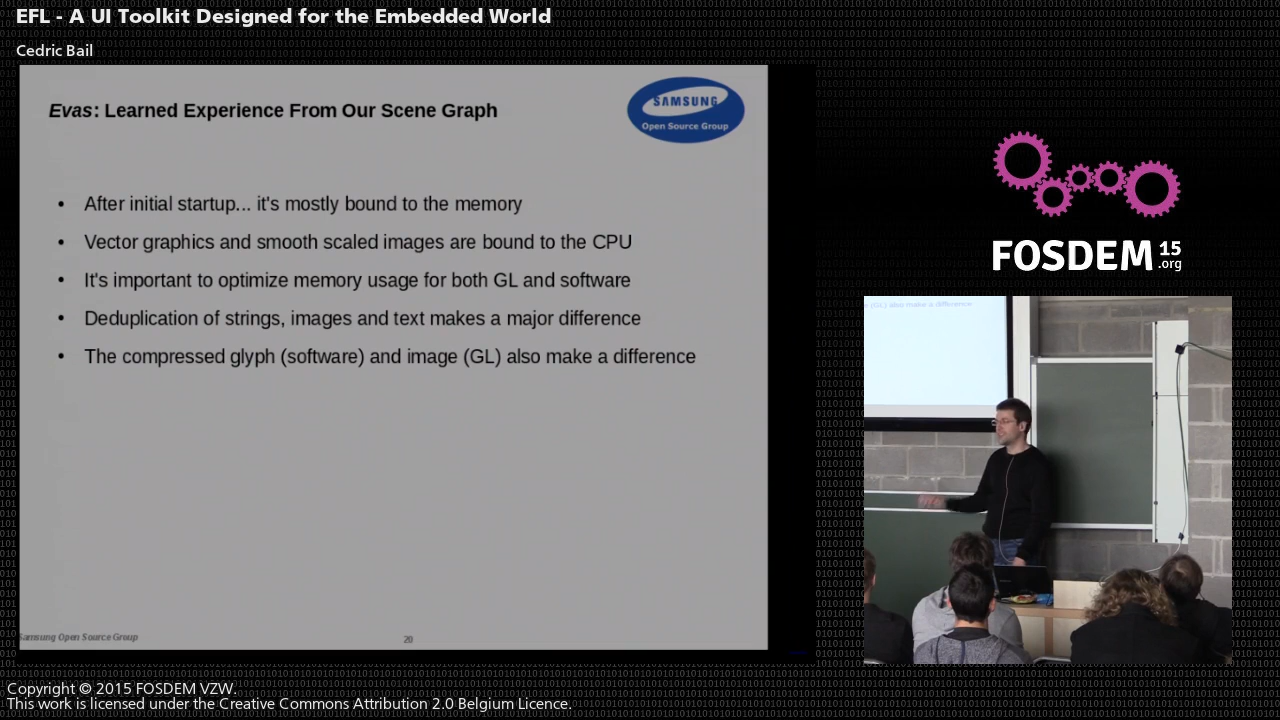 EFL - A UI Toolkit Designed for the Embedded World
Cedric Bail
Evas: Learned Experience From Our Scene Graph
SAMSUNG
Open Source Group
• After initial startup... it's mostly bound to the memory
• Vector graphics and smooth scaled images are bound to the CPU
• It's important to optimize memory usage for both GL and software
• Deduplication of strings, images and text makes a major difference
• The compressed glyph (software) and image (GL) also make a difference
Samsung Open Source Group
20
FOSDEM 15
.org
(GL) also make a difference
Copyright © 2015 FOSDEM VZW.
This work is licensed under the Creative Commons Attribution 2.0 Belgium Licence.